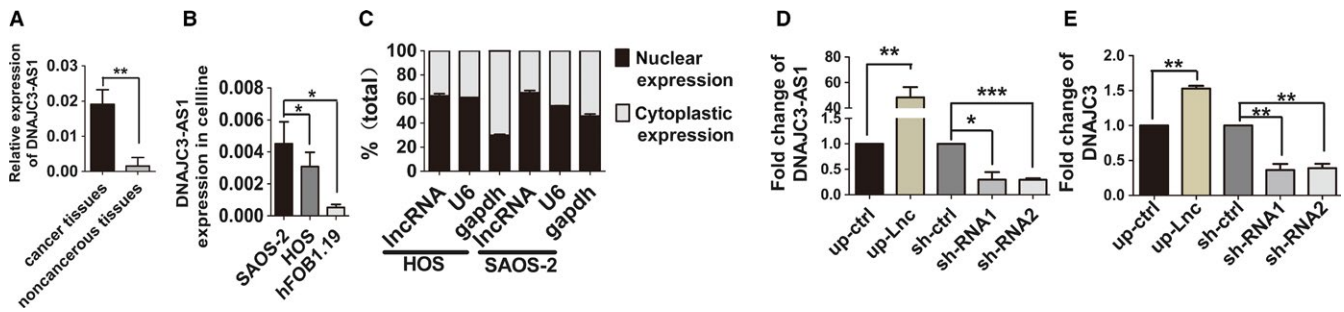 A
Relative expression
of DNAJC3-AS1
0.03
0.02
0.01
0.00
**
cancer tissues
noncancerous tissues
B
DNAJC3-AS1
expression in cellline
0.008
0.006
0.004
0.002
0.000
*
*
SAOS-2
HOS
hFOB1.19
C
% (total)
100
80
60
40
20
0
lncRNA
U6
gapdh
lncRNA
U6
gapdh
HOS
SAOS-2
Nuclear
expression
Cytoplastic
expression
D
Fold change of
DNAJC3-AS1
80
60
40
20
1.5
1.0
0.5
0.0
**
***
*
up-ctrl
up-Lnc
sh-ctrl
sh-RNA1
sh-RNA2
E
Fold change of
DNAJC3
2.0
1.5
1.0
0.5
0.0
**
**
**
up-ctrl
up-Lnc
sh-ctrl
sh-RNA1
sh-RNA2